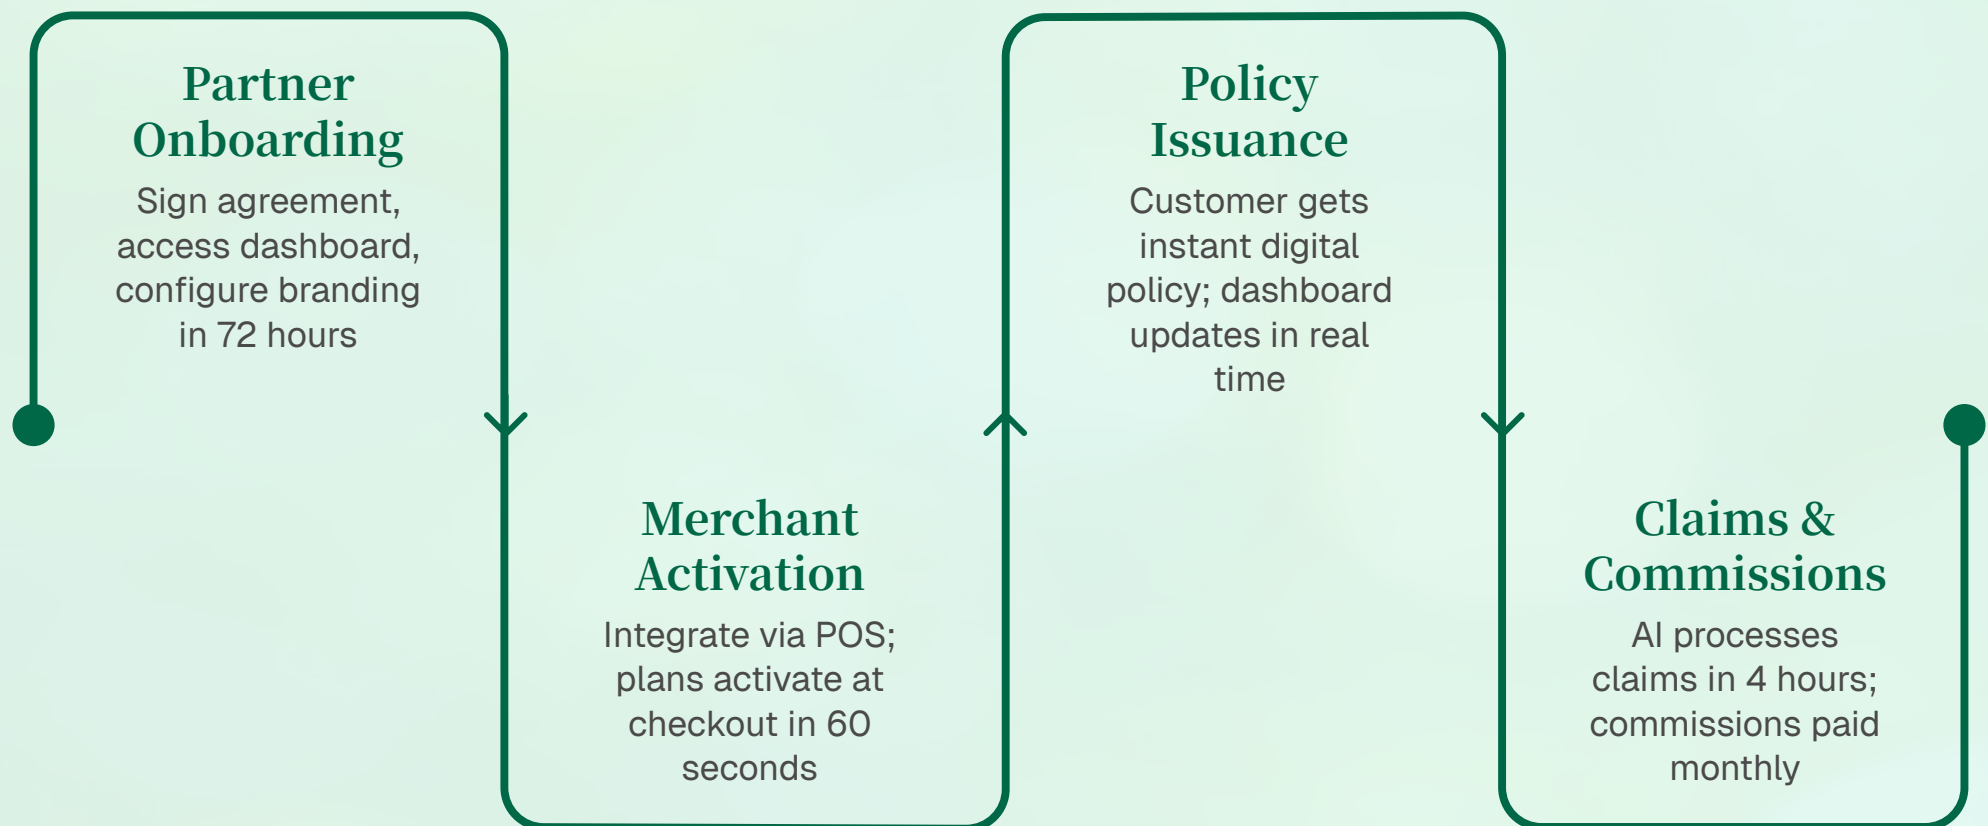 Partner
Onboarding
Sign agreement,
access dashboard,
configure branding
in 72 hours
Merchant
Activation
Integrate via POS;
plans activate at
checkout in 60
seconds
Policy
Issuance
Customer gets
instant digital
policy; dashboard
updates in real
time
Claims &
Commissions
AI processes
claims in 4 hours;
commissions paid
monthly